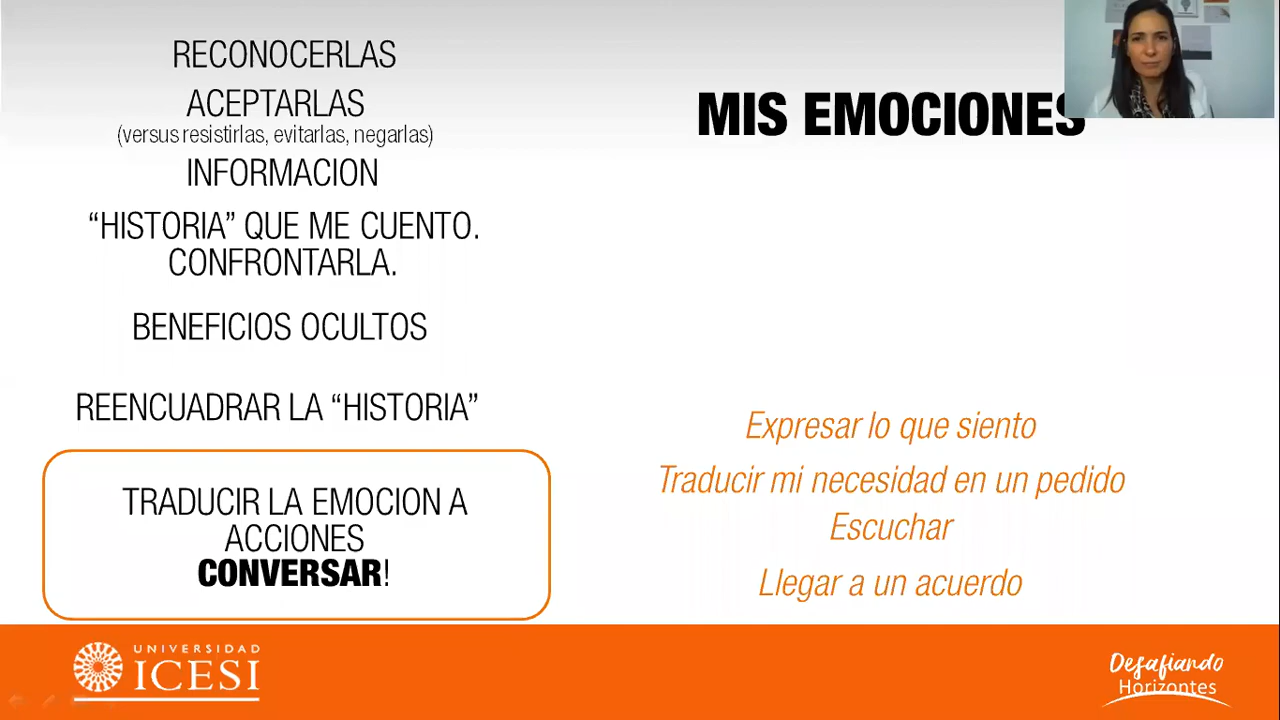 RECONOCERLAS
ACEPTARLAS
(versus resistirlas, evitarlas, negarlas)
INFORMACION
“HISTORIA” QUE ME CUENTO.
CONFRONTARLA.
BENEFICIOS OCULTOS
REENCUADRAR LA “HISTORIA”
TRADUCIR LA EMOCION A
ACCIONES
CONVERSAR!
MIS EMOCIONES
Expresar lo que siento
Traducir mi necesidad en un pedido
Escuchar
Llegar a un acuerdo
UNIVERSIDAD
ICESI
Desafiando
Horizontes